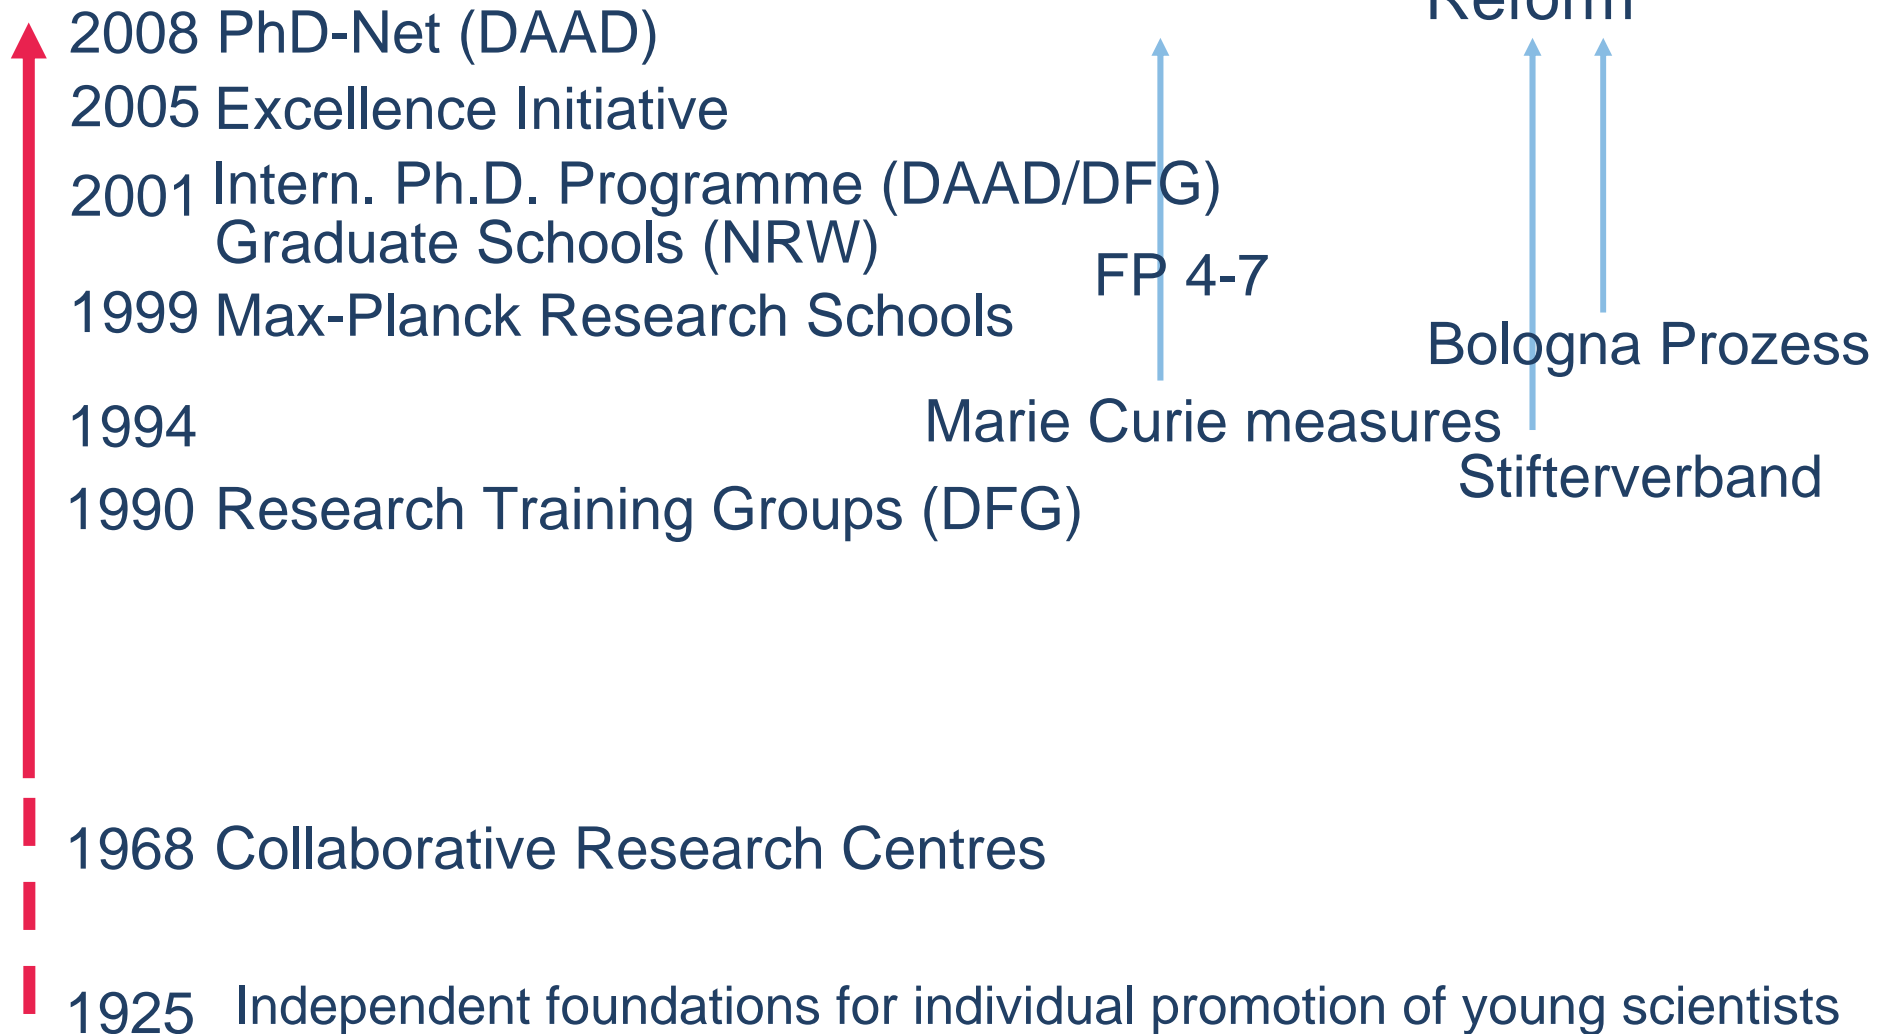 Reform
2008 PhD-Net (DAAD)
2005 Excellence Initiative
2001 Intern. Ph.D. Programme (DAAD/DFG)
Graduate Schools (NRW)
FP 4-7
1999 Max-Planck Research Schools
Bologna Prozess
1994 Marie Curie measures
Stifterverband
1990 Research Training Groups (DFG)
1968 Collaborative Research Centres
1925 Independent foundations for individual promotion of young scientists